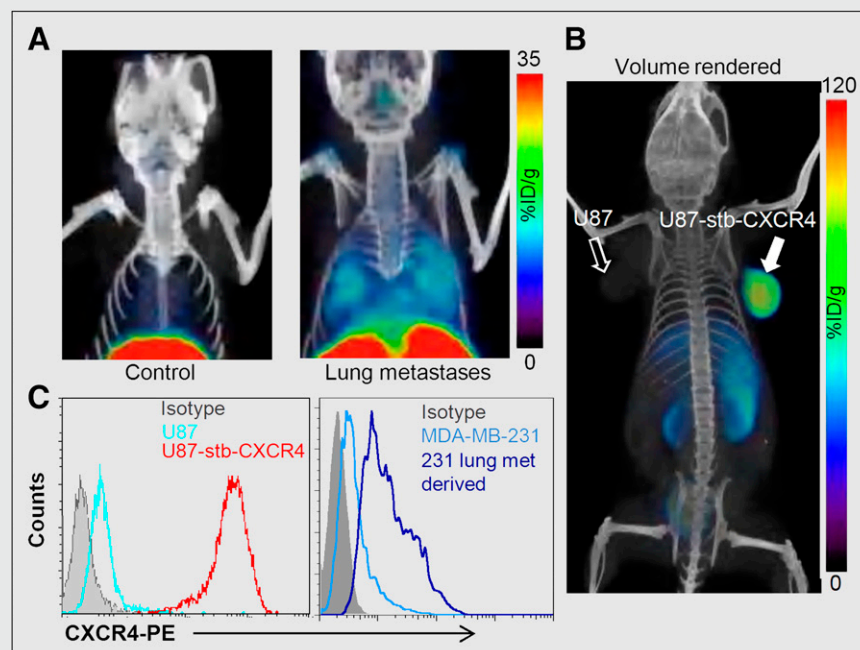 A
35
%ID/g
0
Control
Lung metastases
B
Volume rendered
120
U87
U87-stb-CXCR4
%ID/g
0
C
Isotype
U87
U87-stb-CXCR4
Isotype
MDA-MB-231
231 lung met
derived
Counts
CXCR4-PE